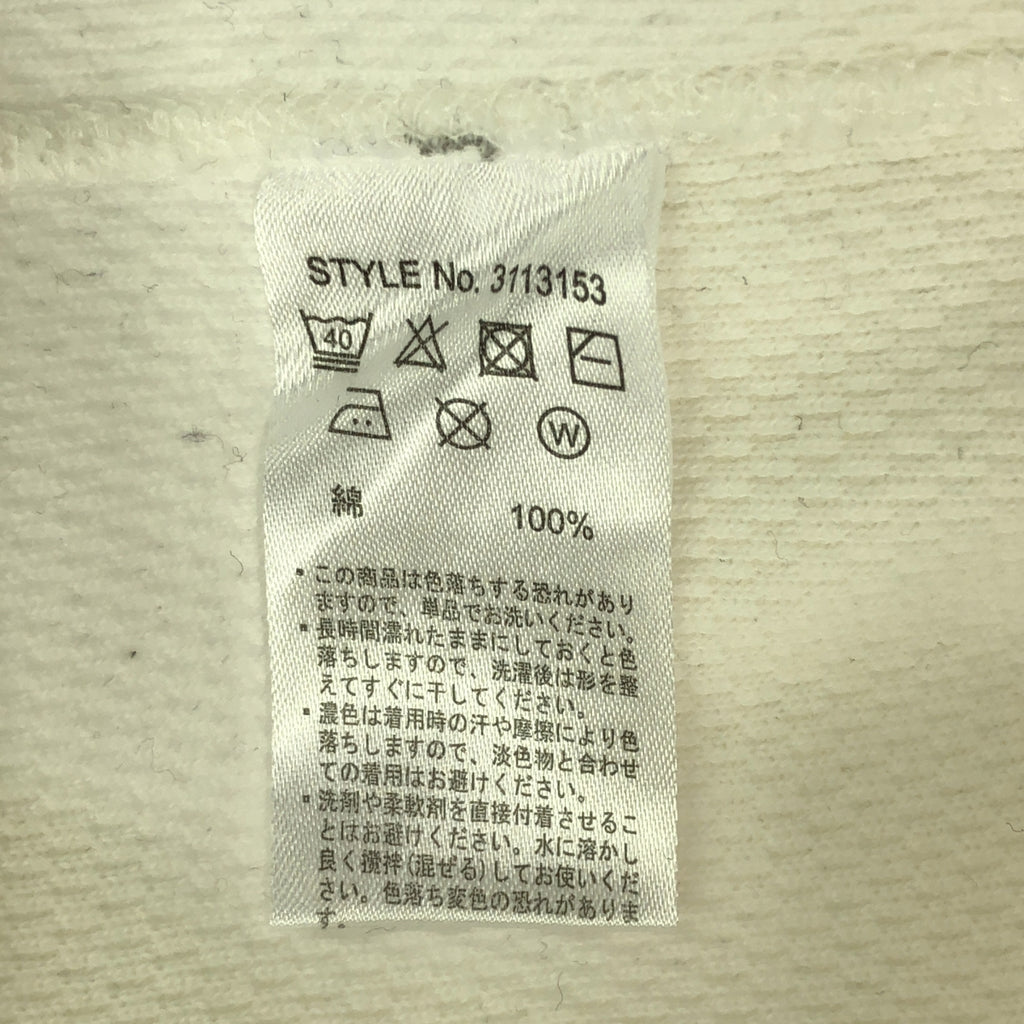 STYLE No. 3113153
40
W
綿 100%
・この商品は色落ちする恐れがあり
ますので、単品でお洗いください。
・長時間濡れたままにしておくと色
落ちしますので、洗濯後は形を整
えてすぐに干してください。
・濃色は着用時の汗や摩擦により色
落ちしますので、淡色物と合わせ
ての着用はお避けください。
・洗剤や柔軟剤を直接付着させるこ
とはお避けください。水に溶かし
良く攪拌(混ぜる)してお使いくだ
さい。色落ち変色の恐れがありま
す。